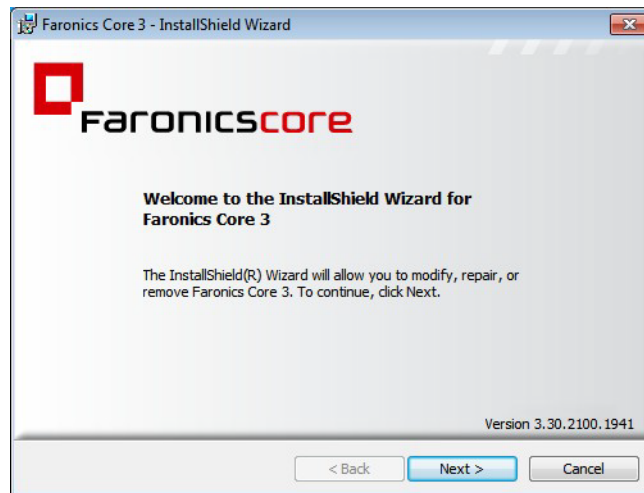 Faronics Core 3 - InstallShield Wizard
Faronicscore
Welcome to the InstallShield Wizard for
Faronics Core 3
The InstallShield(R) Wizard will allow you to modify, repair, or
remove Faronics Core 3. To continue, click Next.
Version 3.30.2100.1941
< Back Next > Cancel